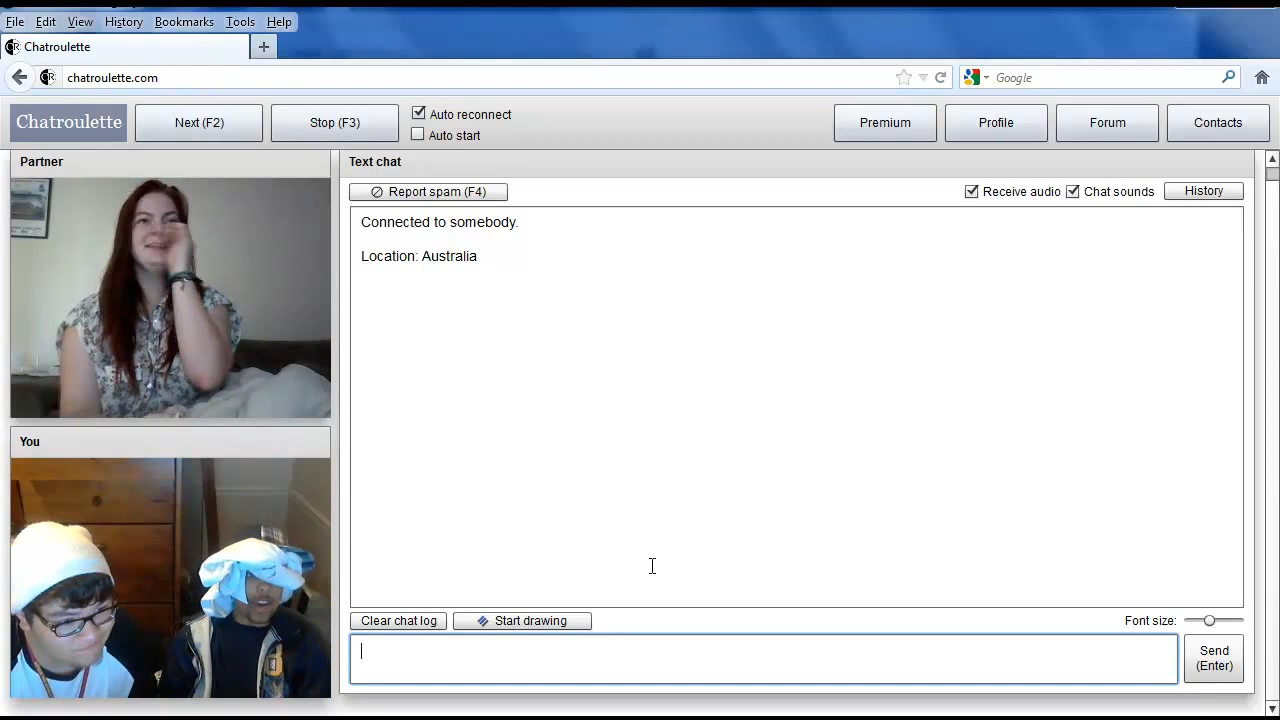 File Edit View History Bookmarks Tools Help
Chatroulette
chatroulette.com
Google
Chatroulette
Next (F2)
Stop (F3)
Auto reconnect
Auto start
Premium
Profile
Forum
Contacts
Partner
Text chat
Report spam (F4)
Receive audio
Chat sounds
History
Connected to somebody.
Location: Australia
You
Clear chat log
Start drawing
Font size:
Send
(Enter)